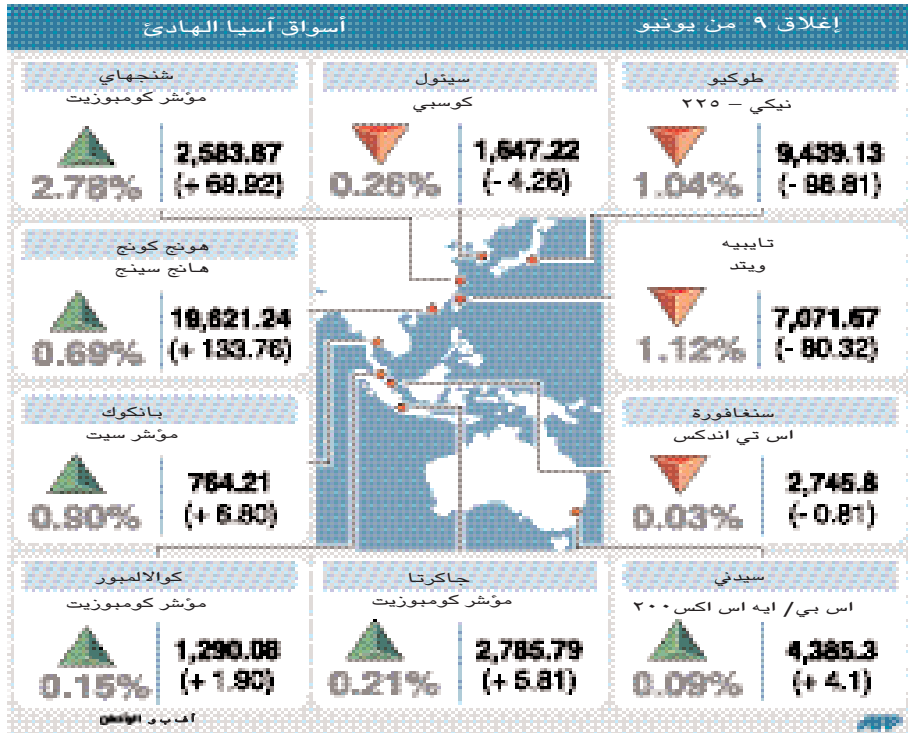 أسواق آسيا الهادئ
إغلاق ٩ من يونيو
طوكيو
نيكي – ٢٢٥
9,439.13
(- 98.81)
1.04%
سيئول
كوسبي
1,647.22
(- 4.26)
0.26%
شنجهاي
مؤشر كومبوزيت
2,583.87
(+ 69.92)
2.78%
تايبيه
ويتد
7,071.67
(- 80.32)
1.12%
هونج كونج
هانج سينج
19,621.24
(+ 133.76)
0.69%
سنغافورة
اس تي اندكس
2,745.8
(- 0.81)
0.03%
بانكوك
مؤشر سيت
764.21
(+ 6.80)
0.90%
سيدني
اس بي/ ايه اس اكس٢٠٠
4,385.3
(+ 4.1)
0.09%
جاكرتا
مؤشر كومبوزيت
2,785.79
(+ 5.81)
0.21%
كوالالمبور
مؤشر كومبوزيت
1,290.08
(+ 1.90)
0.15%
أف ب و الوطن
AFP